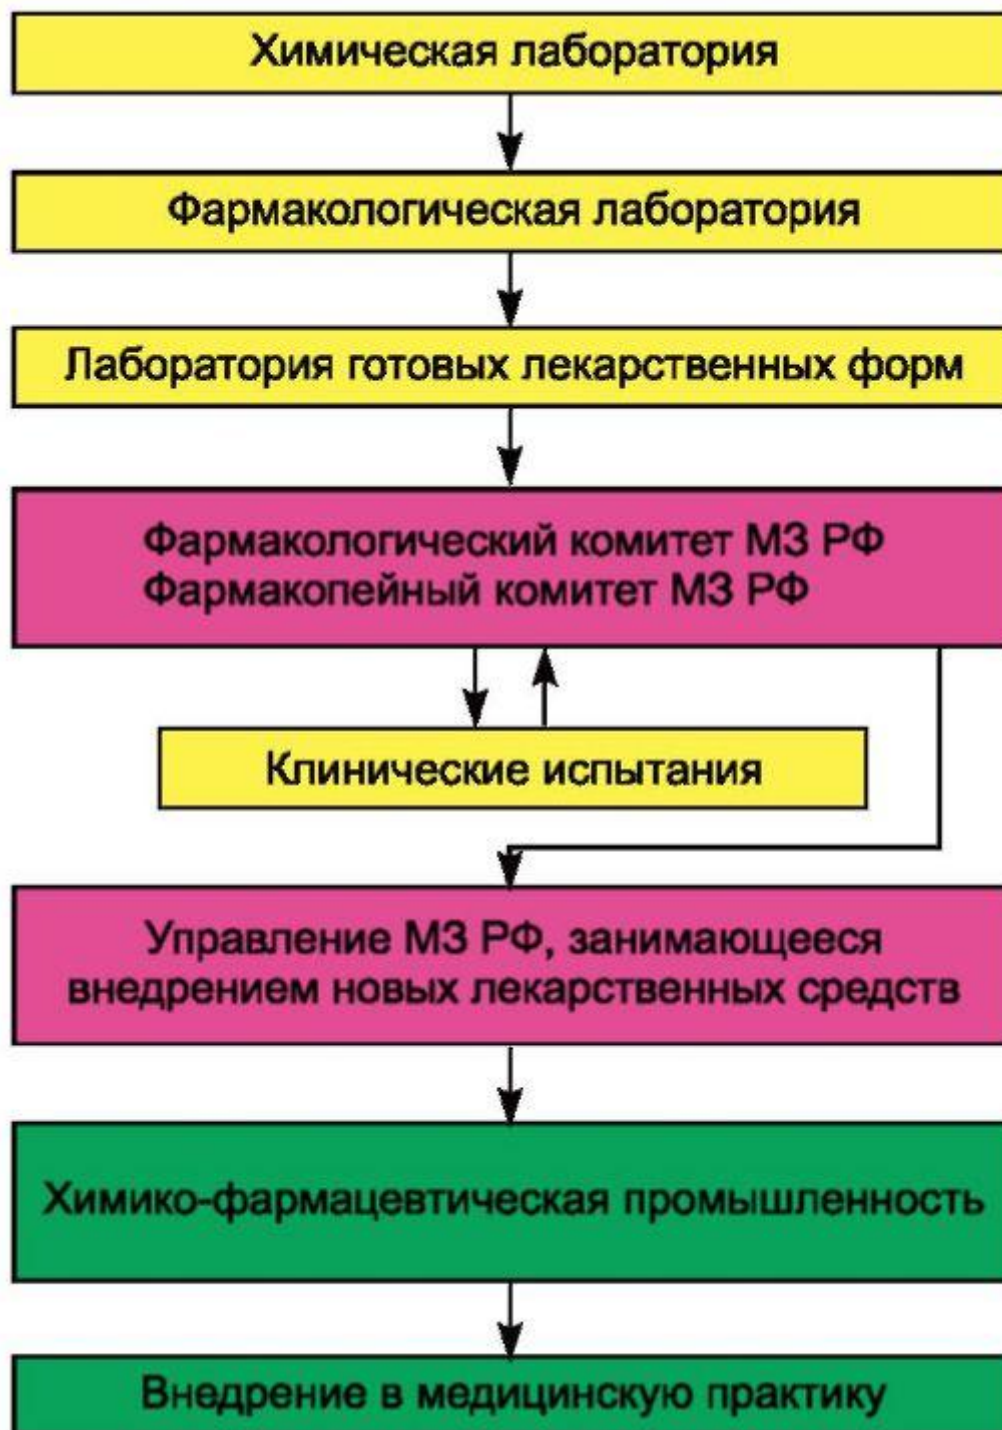 Химическая лаборатория
Фармакологическая лаборатория
Лаборатория готовых лекарственных форм
Фармакологический комитет МЗ РФ
Фармакопейный комитет МЗ РФ
Клинические испытания
Управление МЗ РФ, занимающееся
внедрением новых лекарственных средств
Химико-фармацевтическая промышленность
Внедрение в медицинскую практику